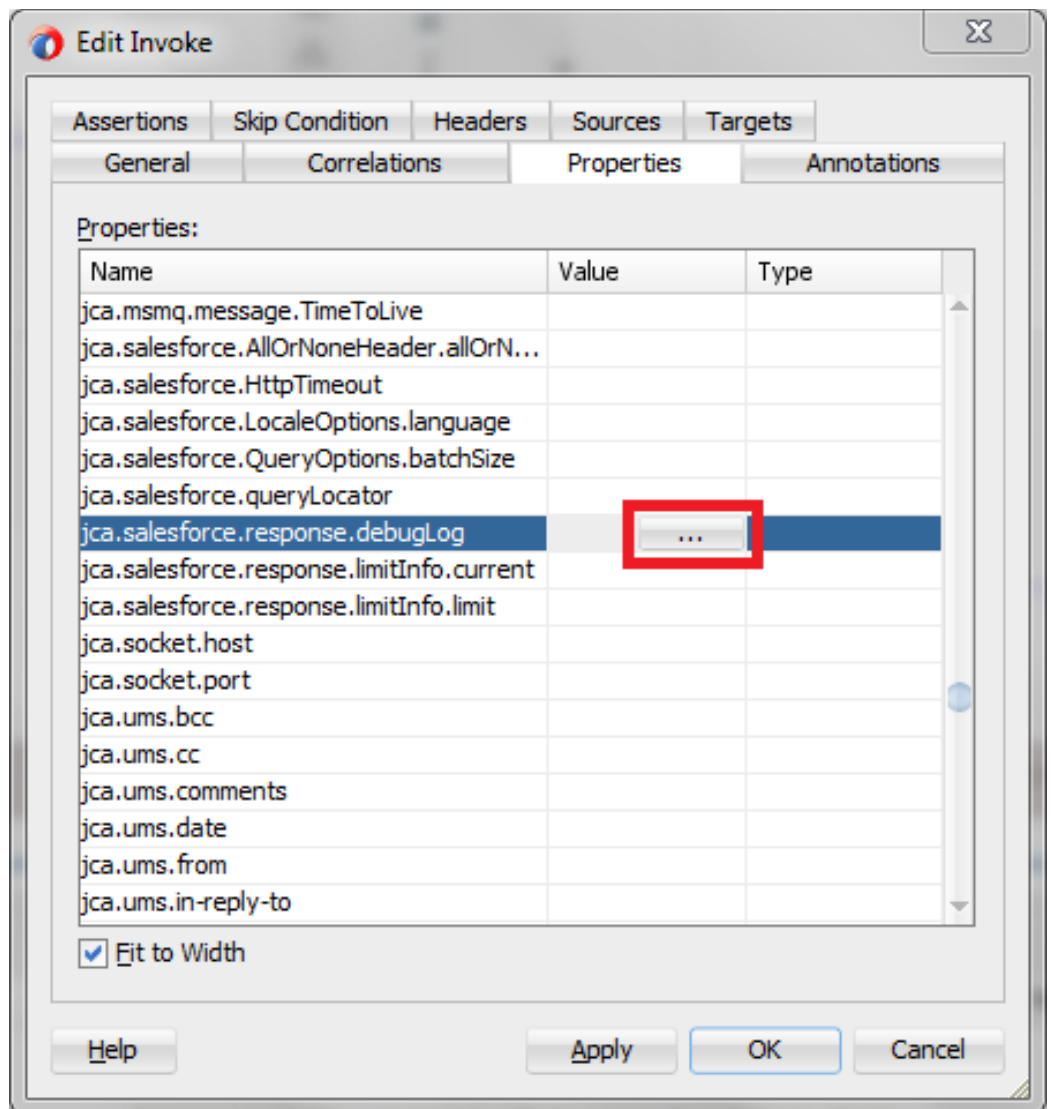 Edit Invoke
Assertions Skip Condition Headers Sources Targets
General Correlations Properties Annotations
Properties:
Name Value Type
jca.msmq.message.TimeToLive
jca.salesforce.AllOrNoneHeader.allOrN...
jca.salesforce.HttpTimeout
jca.salesforce.LocaleOptions.language
jca.salesforce.QueryOptions.batchSize
jca.salesforce.queryLocator
jca.salesforce.response.debugLog ...
jca.salesforce.response.limitInfo.current
jca.salesforce.response.limitInfo.limit
jca.socket.host
jca.socket.port
jca.ums.bcc
jca.ums.cc
jca.ums.comments
jca.ums.date
jca.ums.from
jca.ums.in-reply-to
Fit to Width
Help Apply OK Cancel